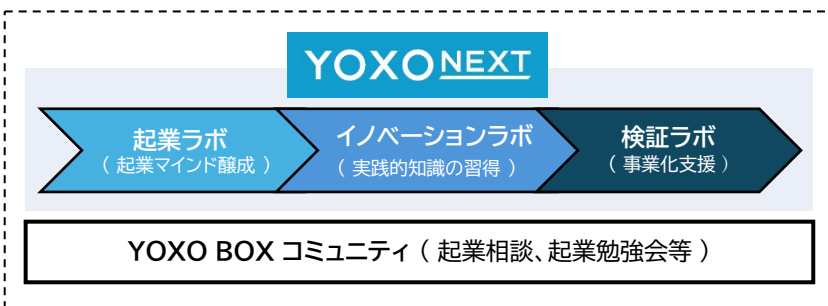 YOXO NEXT
起業ラボ
（ 起業マインド醸成 ）
イノベーションラボ
（ 実践的知識の習得 ）
検証ラボ
（ 事業化支援 ）
YOXO BOX コミュニティ（ 起業相談、起業勉強会等 ）